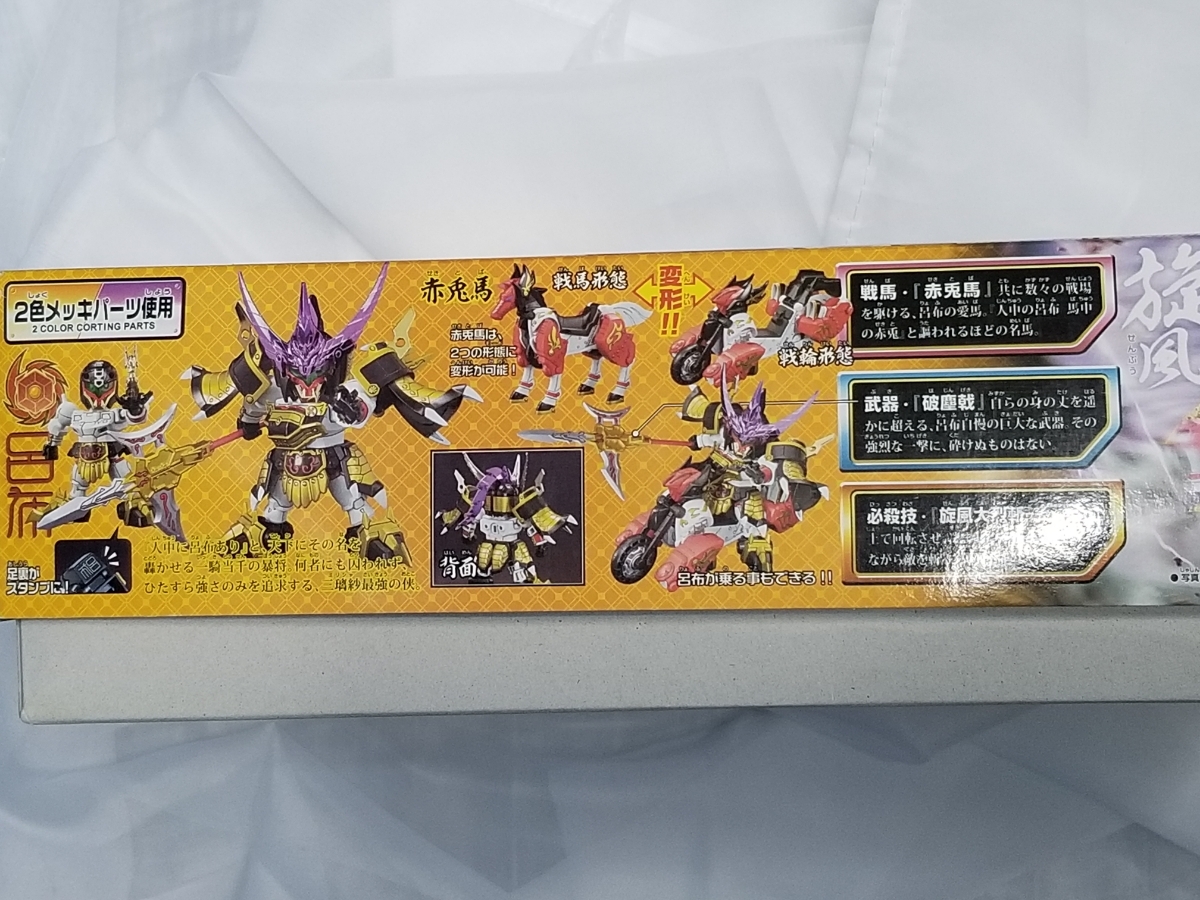 2色メッキパーツ使用
2 COLOR CORTING PARTS
呂布
足裏が
スタンプに!
『人中に呂布あり』と、天下にその名を
轟かせる一騎当千の暴将。何者にも囚われず、
ひたすら強さのみを追求する、三璃紗最強の侠。
赤兎馬
赤兎馬は、
2つの形態に
変形が可能!
戦馬形態
変形!!
戦輪形態
背面
呂布が乗る事もできる!!
戦馬・『赤兎馬』共に数々の戦場
を駆ける、呂布の愛馬。『人中の呂布 馬中
の赤兎』と謳われるほどの名馬。
武器・『破塵戟』自らの身の丈を遥
かに超える、呂布自慢の巨大な武器。その
強烈な一撃に、砕けぬものはない。
必殺技・『旋風大
上で回転させ
ながら敵を
旋風
せんぷう
●写真